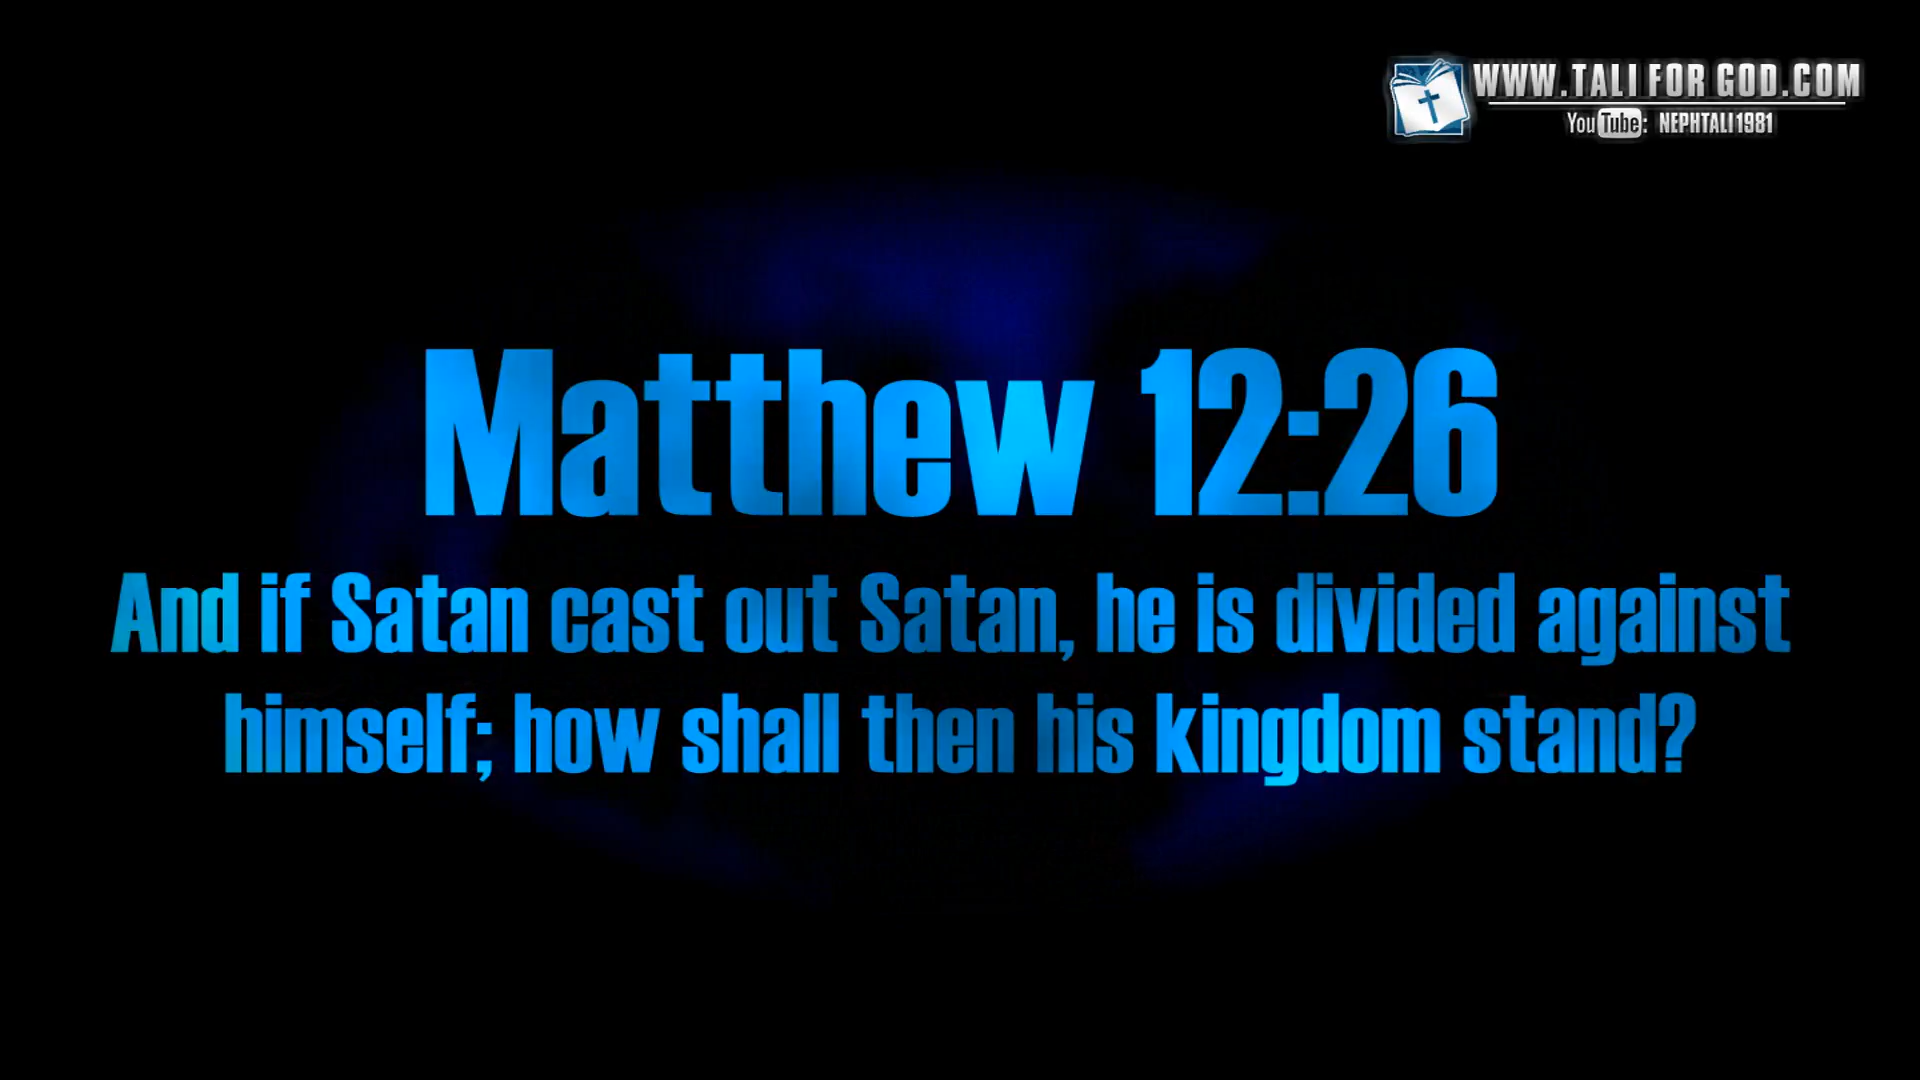 WWW.TALI FOR GOD.COM
YouTube: NEPHTALI1981
Matthew 12:26
And if Satan cast out Satan, he is divided against
himself; how shall then his kingdom stand?